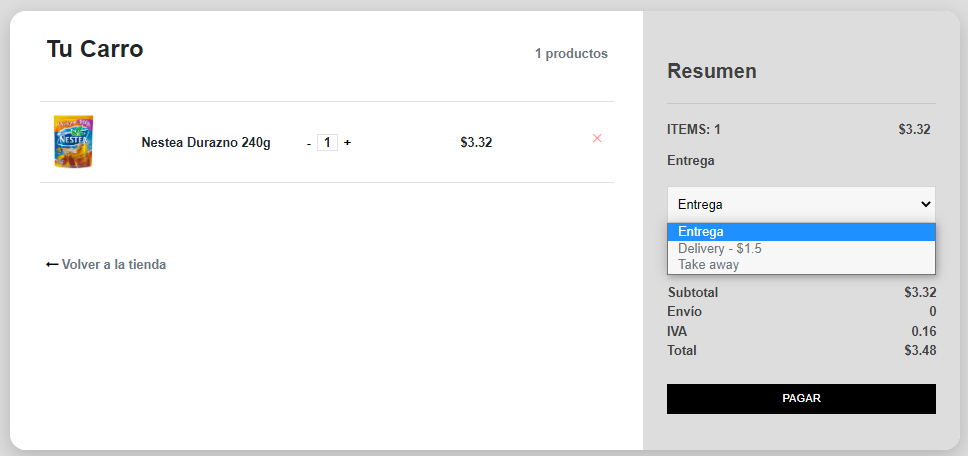 Tu Carro
1 productos
NESTEA
Nestea Durazno 240g
- 1 +
$3.32
×
← Volver a la tienda
Resumen
ITEMS: 1 $3.32
Entrega
Entrega
Entrega
Delivery - $1.5
Take away
Subtotal $3.32
Envío 0
IVA 0.16
Total $3.48
PAGAR